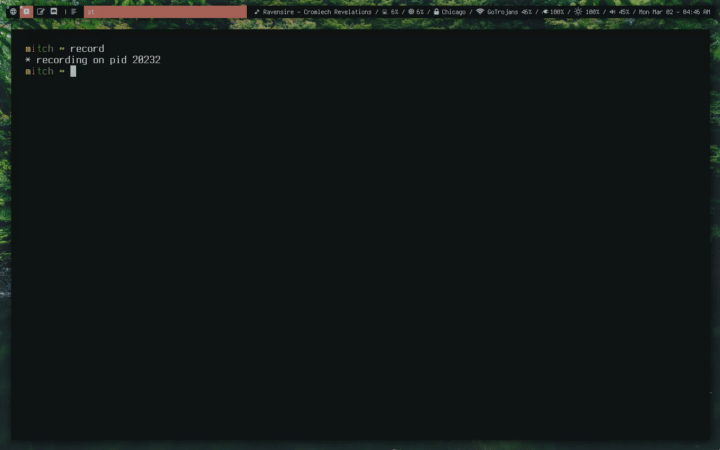 st
Ravensire - Cromlech Revelations / 6% / 6% / Chicago / GoTrojans 46% / 100% / 100% / 45% / Mon Mar 02 - 04:46 AM
mitch ~ record
* recording on pid 20232
mitch ~